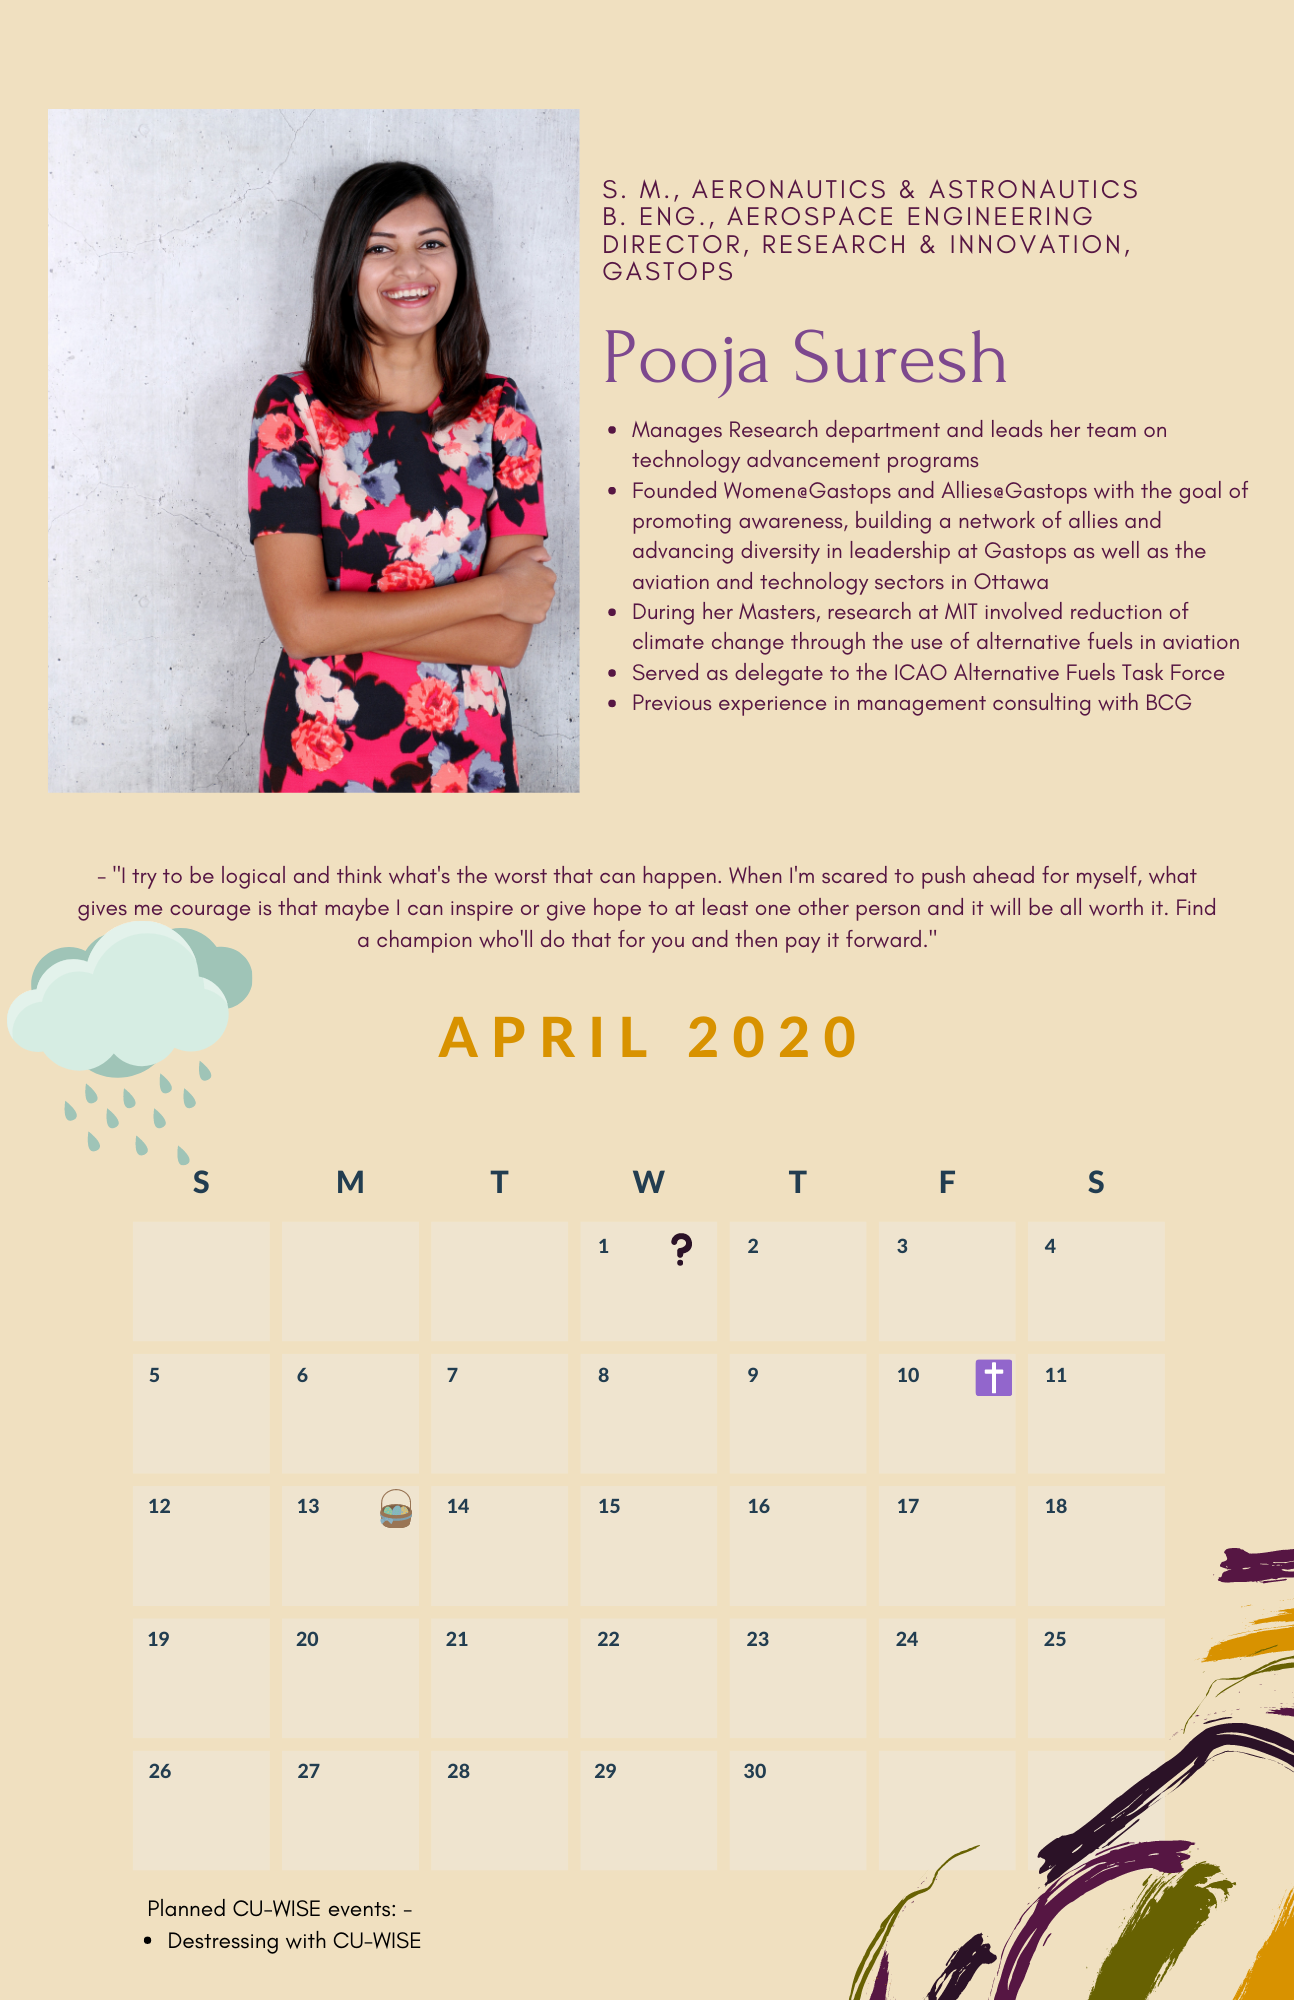 S. M., AERONAUTICS & ASTRONAUTICS
B. ENG., AEROSPACE ENGINEERING
DIRECTOR, RESEARCH & INNOVATION,
GASTOPS
Pooja Suresh
• Manages Research department and leads her team on
technology advancement programs
• Founded Women@Gastops and Allies@Gastops with the goal of
promoting awareness, building a network of allies and
advancing diversity in leadership at Gastops as well as the
aviation and technology sectors in Ottawa
• During her Masters, research at MIT involved reduction of
climate change through the use of alternative fuels in aviation
• Served as delegate to the ICAO Alternative Fuels Task Force
• Previous experience in management consulting with BCG
- "I try to be logical and think what's the worst that can happen. When I'm scared to push ahead for myself, what
gives me courage is that maybe I can inspire or give hope to at least one other person and it will be all worth it. Find
a champion who'll do that for you and then pay it forward."
APRIL 2020
S M T W T F S
1 ? 2 3 4
5 6 7 8 9 10 11
12 13 14 15 16 17 18
19 20 21 22 23 24 25
26 27 28 29 30
Planned CU-WISE events: -
• Destressing with CU-WISE